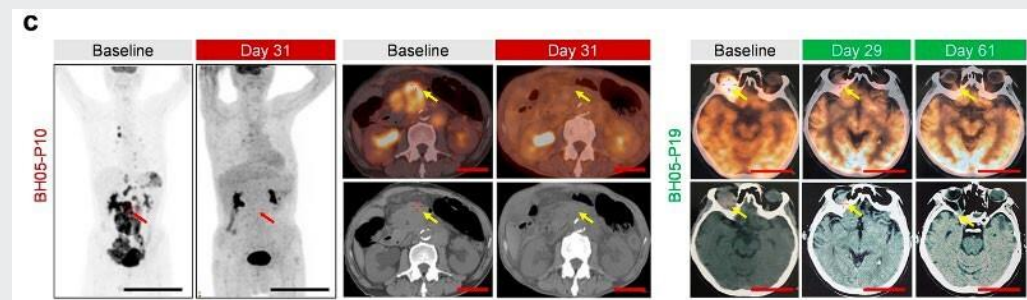 C
Baseline
Day 31
Baseline
Day 31
Baseline
Day 29
Day 61
BH05-P10
BH05-P19